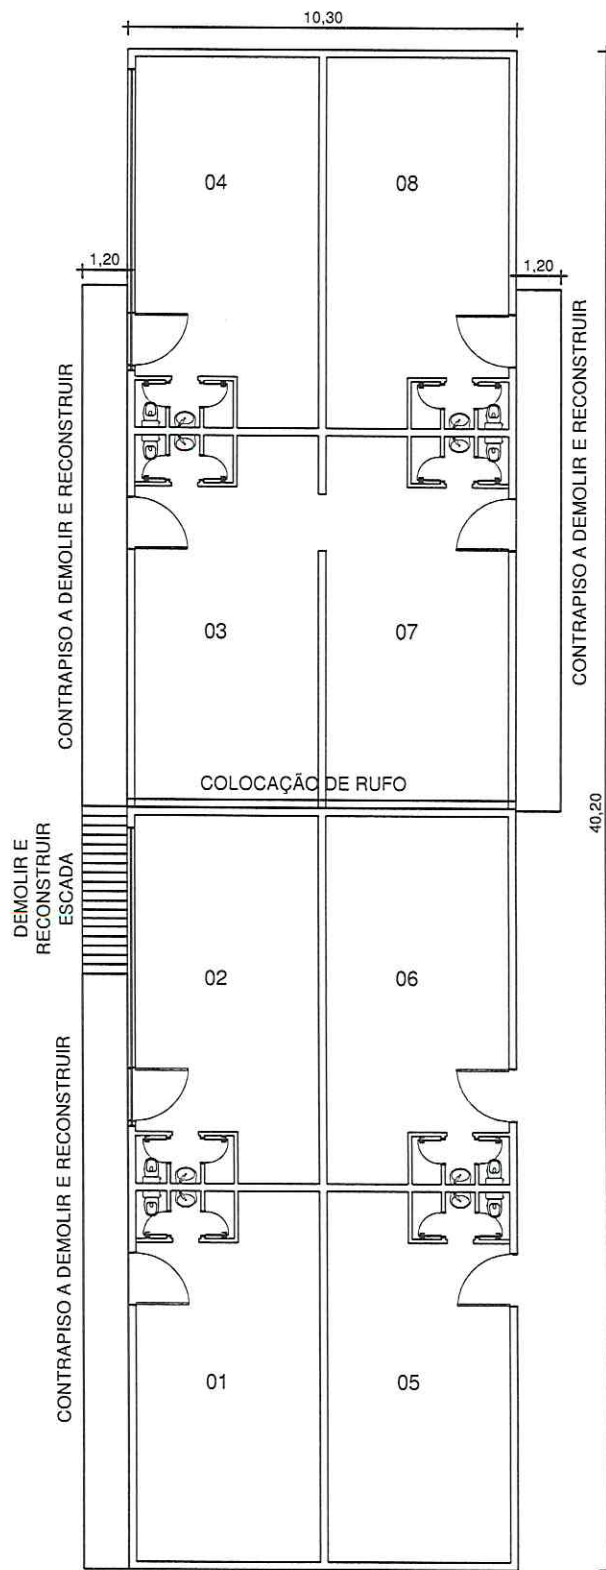 10,30
04
08
1,20
1,20
CONTRAPISO A DEMOLIR E RECONSTRUIR
CONTRAPISO A DEMOLIR E RECONSTRUIR
03
07
COLOCAÇÃO DE RUFO
40,20
DEMOLIR E
RECONSTRUIR
ESCADA
02
06
CONTRAPISO A DEMOLIR E RECONSTRUIR
01
05